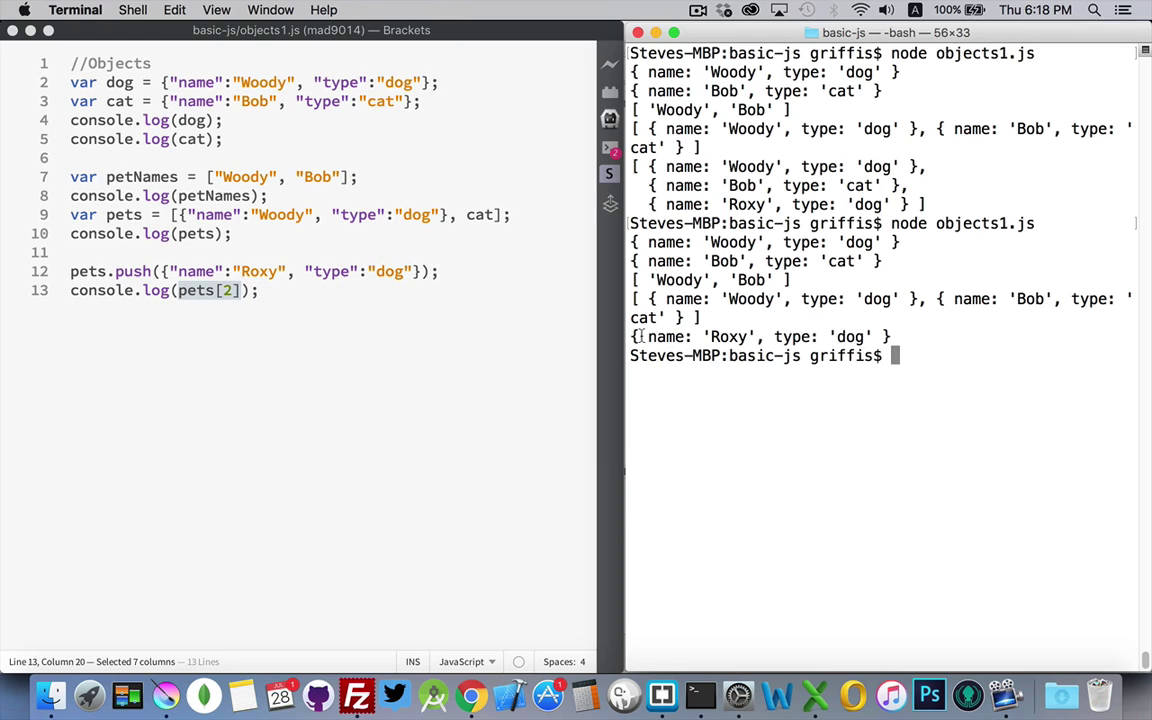 Terminal Shell Edit View Window Help 100% Thu 6:18 PM
basic-js/objects1.js (mad9014) — Brackets
1 //Objects
2 var dog = {"name":"Woody", "type":"dog"};
3 var cat = {"name":"Bob", "type":"cat"};
4 console.log(dog);
5 console.log(cat);
6
7 var petNames = ["Woody", "Bob"];
8 console.log(petNames);
9 var pets = [{"name":"Woody", "type":"dog"}, cat];
10 console.log(pets);
11
12 pets.push({"name":"Roxy", "type":"dog"});
13 console.log(pets[2]);
Line 13, Column 20 — Selected 7 columns — 13 Lines INS JavaScript Spaces: 4
2
S
basic-js — -bash — 56×33
[Steves-MBP:basic-js griffis$ node objects1.js ]
{ name: 'Woody', type: 'dog' }
{ name: 'Bob', type: 'cat' }
[ 'Woody', 'Bob' ]
[ { name: 'Woody', type: 'dog' }, { name: 'Bob', type: '
cat' } ]
[ { name: 'Woody', type: 'dog' },
{ name: 'Bob', type: 'cat' },
{ name: 'Roxy', type: 'dog' } ]
[Steves-MBP:basic-js griffis$ node objects1.js ]
{ name: 'Woody', type: 'dog' }
{ name: 'Bob', type: 'cat' }
[ 'Woody', 'Bob' ]
[ { name: 'Woody', type: 'dog' }, { name: 'Bob', type: '
cat' } ]
{ name: 'Roxy', type: 'dog' }
Steves-MBP:basic-js griffis$
JUL 28 1 Fz 1 W X O Ps